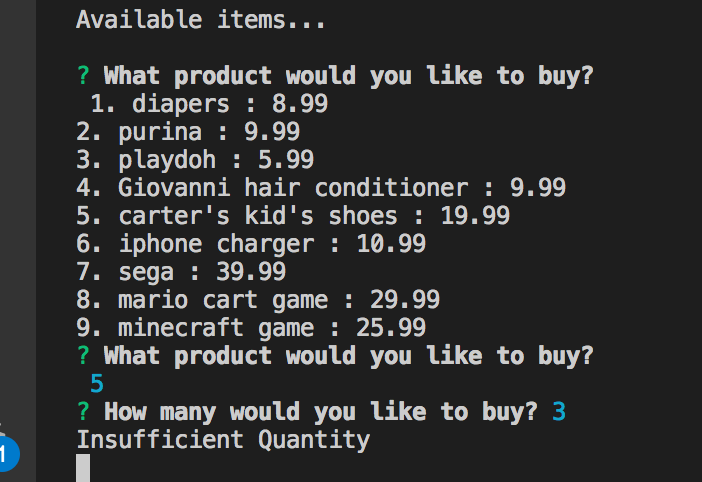 Available items...
? What product would you like to buy?
1. diapers : 8.99
2. purina : 9.99
3. playdoh : 5.99
4. Giovanni hair conditioner : 9.99
5. carter's kid's shoes : 19.99
6. iphone charger : 10.99
7. sega : 39.99
8. mario cart game : 29.99
9. minecraft game : 25.99
? What product would you like to buy?
5
? How many would you like to buy? 3
Insufficient Quantity
1